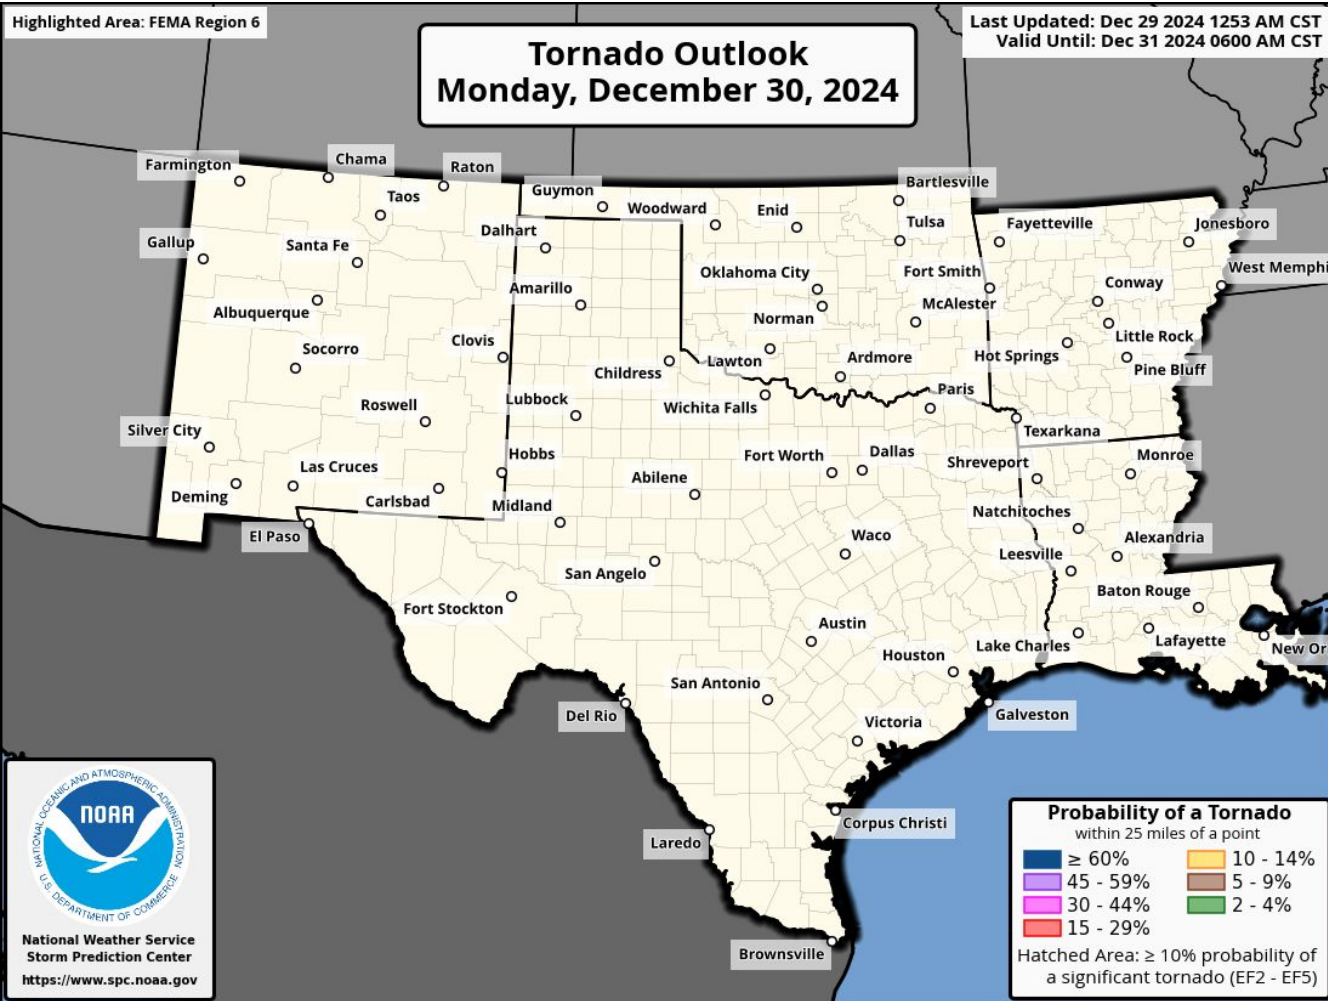 Highlighted Area: FEMA Region 6
Last Updated: Dec 29 2024 1253 AM CST
Valid Until: Dec 31 2024 0600 AM CST
Tornado Outlook
Monday, December 30, 2024
Farmington
Chama
Raton
Taos
Guymon
Woodward
Enid
Bartlesville
Tulsa
Fayetteville
Jonesboro
Gallup
Santa Fe
Dalhart
Oklahoma City
Fort Smith
West Memphi
Amarillo
Conway
Albuquerque
Norman
McAlester
Socorro
Clovis
Little Rock
Childress
Lawton
Ardmore
Hot Springs
Pine Bluff
Roswell
Lubbock
Wichita Falls
Paris
Silver City
Texarkana
Las Cruces
Hobbs
Fort Worth
Dallas
Shreveport
Monroe
Deming
Carlsbad
Midland
Abilene
Natchitoches
El Paso
Waco
Leesville
Alexandria
San Angelo
Fort Stockton
Baton Rouge
Austin
Houston
Lake Charles
Lafayette
New Or
San Antonio
Del Rio
Victoria
Galveston
Laredo
Corpus Christi
Brownsville
NATIONAL OCEANIC AND ATMOSPHERIC ADMINISTRATION
NOAA
U.S. DEPARTMENT OF COMMERCE
National Weather Service
Storm Prediction Center
https://www.spc.noaa.gov
Probability of a Tornado
within 25 miles of a point
≥ 60%
10 - 14%
45 - 59%
5 - 9%
30 - 44%
2 - 4%
15 - 29%
Hatched Area: ≥ 10% probability of
a significant tornado (EF2 - EF5)